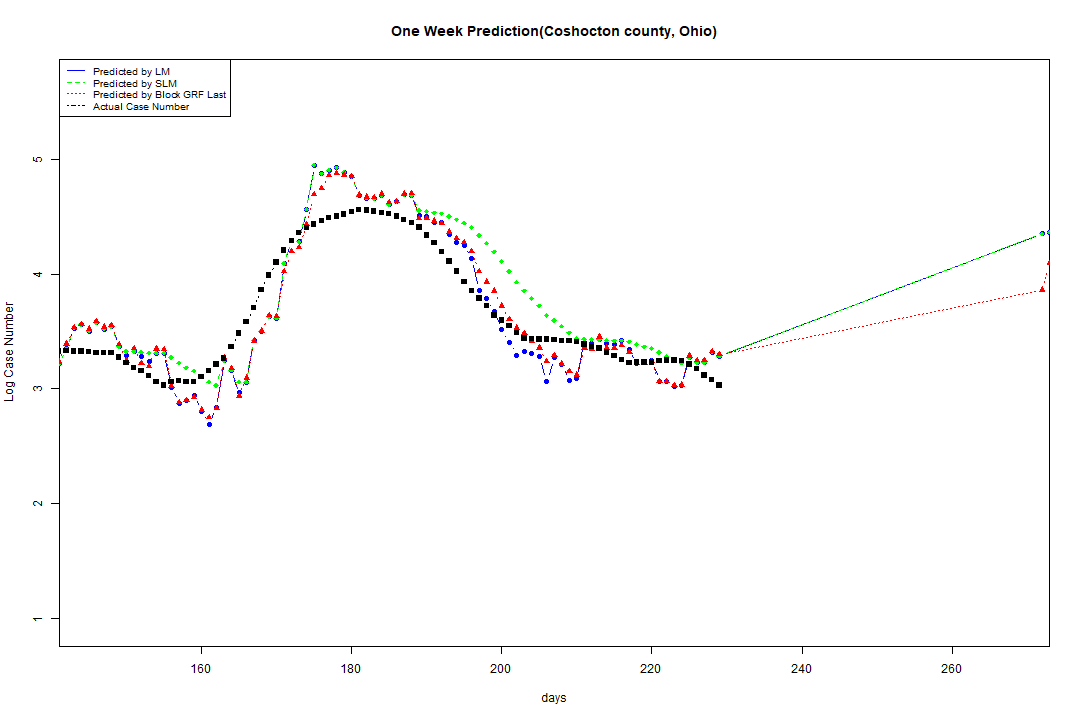 One Week Prediction(Coshocton county, Ohio)
Predicted by LM
Predicted by SLM
Predicted by Block GRF Last
Actual Case Number
Log Case Number
5
4
3
2
1
160 180 200 220 240 260
days